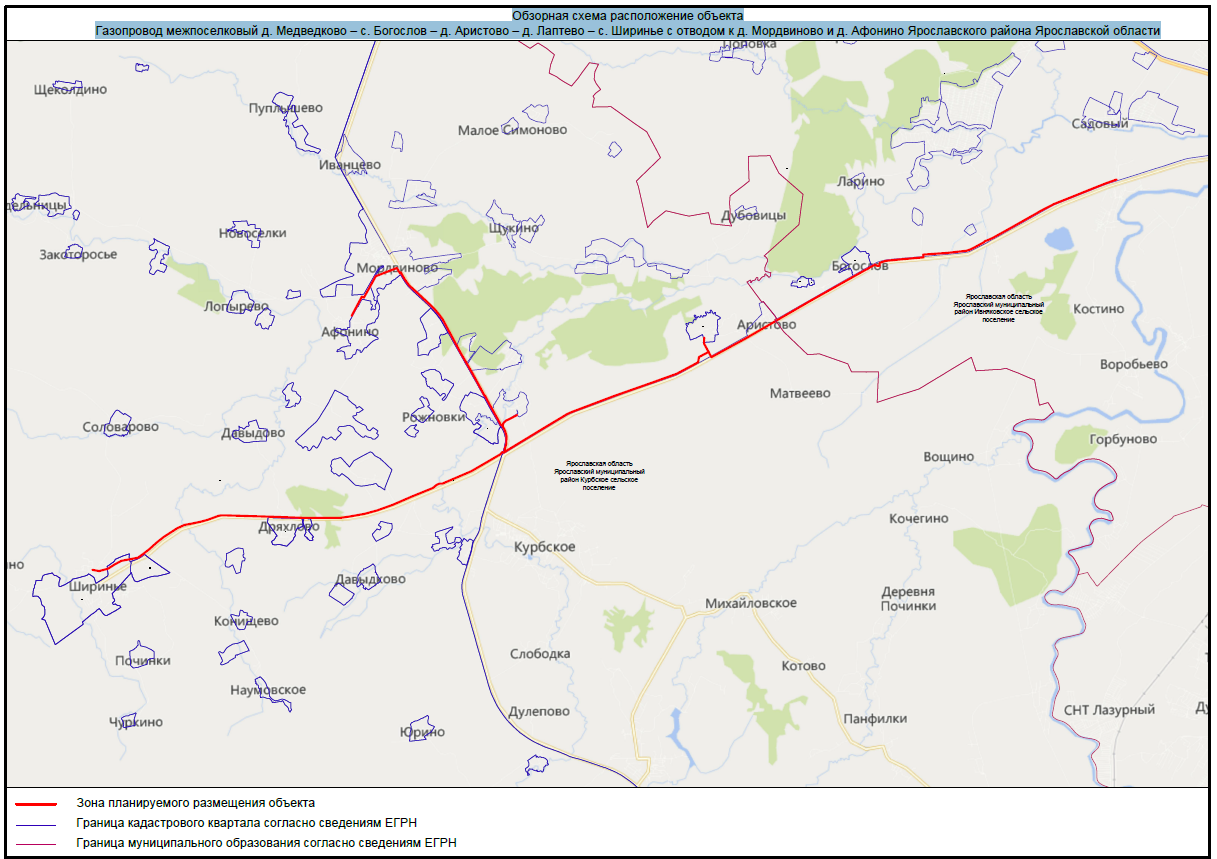 Обзорная схема расположение объекта
Газопровод межпоселковый д. Медведково – с. Богослов – д. Аристово – д. Лаптево – с. Ширинье с отводом к д. Мордвиново и д. Афонино Ярославского района Ярославской области
Поповка
Щеколдино
Пуплышево
Малое Симоново
Садовый
Иванцево
Ларино
Дубовицы
Щукино
Новоселки
Закоторосье
Мордвиново
Богослов
Лопырево
Афонино
Аристово
Ярославская область
Ярославский муниципальный
район Ивняковское сельское
поселение
Костино
Воробьево
Матвеево
Рожновки
Соловарово
Давыдово
Горбуново
Вощино
Ярославская область
Ярославский муниципальный
район Курбское сельское
поселение
Кочегино
Дряхлово
Курбское
Ширинье
Давыдково
Михайловское
Деревня
Починки
Конищево
Слободка
Починки
Котово
Наумовское
Дулепово
СНТ Лазурный
Чуркино
Юрино
Панфилки
Зона планируемого размещения объекта
Граница кадастрового квартала согласно сведениям ЕГРН
Граница муниципального образования согласно сведениям ЕГРН